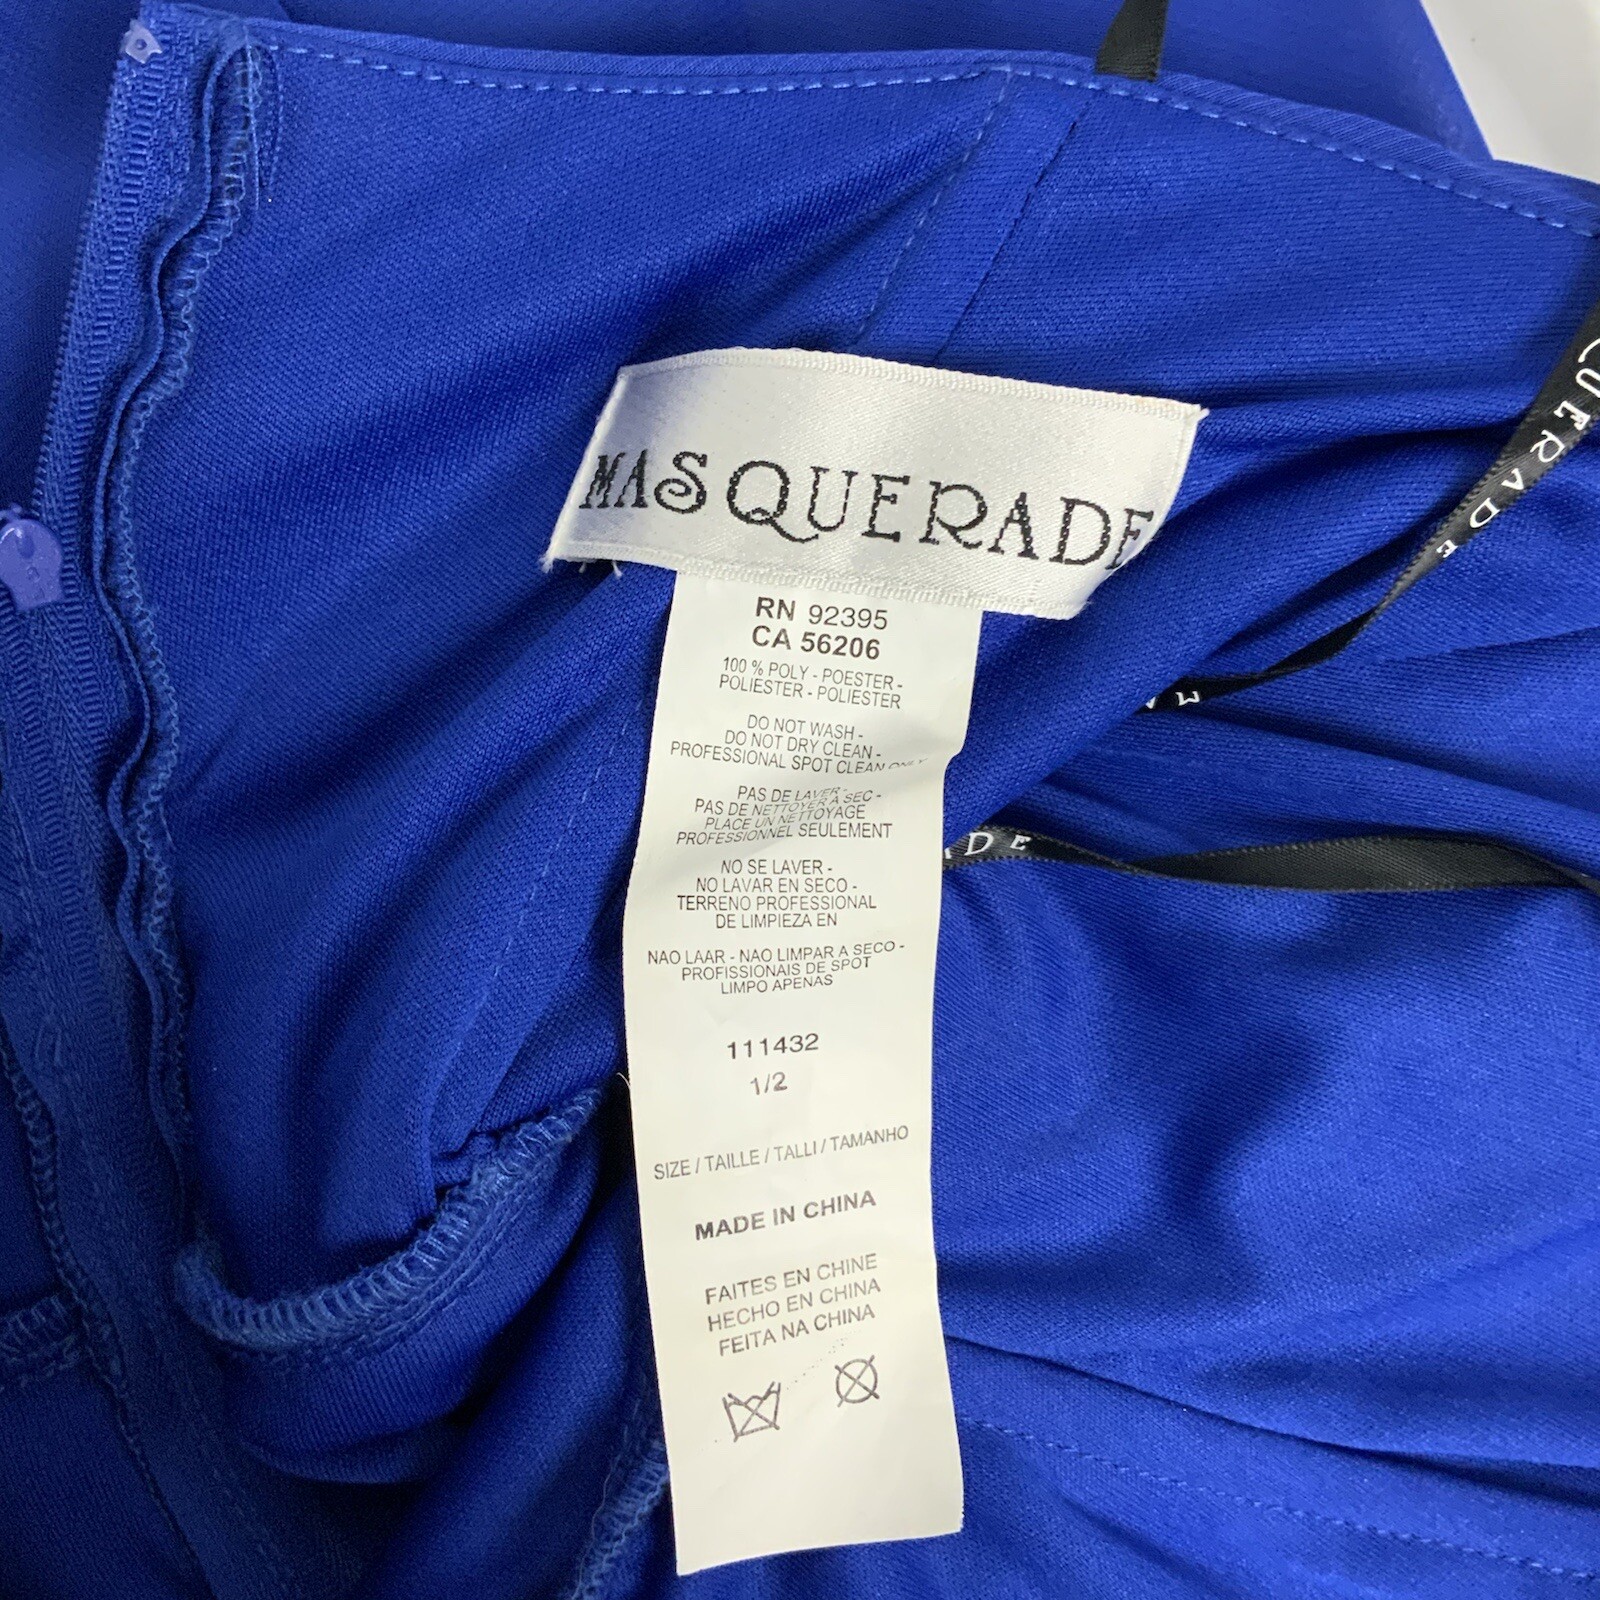 MASQUERADE
RN 92395
CA 56206
100 % POLY - POESTER -
POLIESTER - POLIESTER
DO NOT WASH -
DO NOT DRY CLEAN -
PROFESSIONAL SPOT CLEAN ONLY
PAS DE LAVER -
PAS DE NETTOYER A SEC -
PLACE UN NETTOYAGE
PROFESSIONNEL SEULEMENT
NO SE LAVER -
NO LAVAR EN SECO -
TERRENO PROFESSIONAL
DE LIMPIEZA EN
NAO LAAR - NAO LIMPAR A SECO -
PROFISSIONAIS DE SPOT
LIMPO APENAS
111432
1/2
SIZE / TAILLE / TALLI / TAMANHO
MADE IN CHINA
FAITES EN CHINE
HECHO EN CHINA
FEITA NA CHINA
QUERADE
MA
ADE